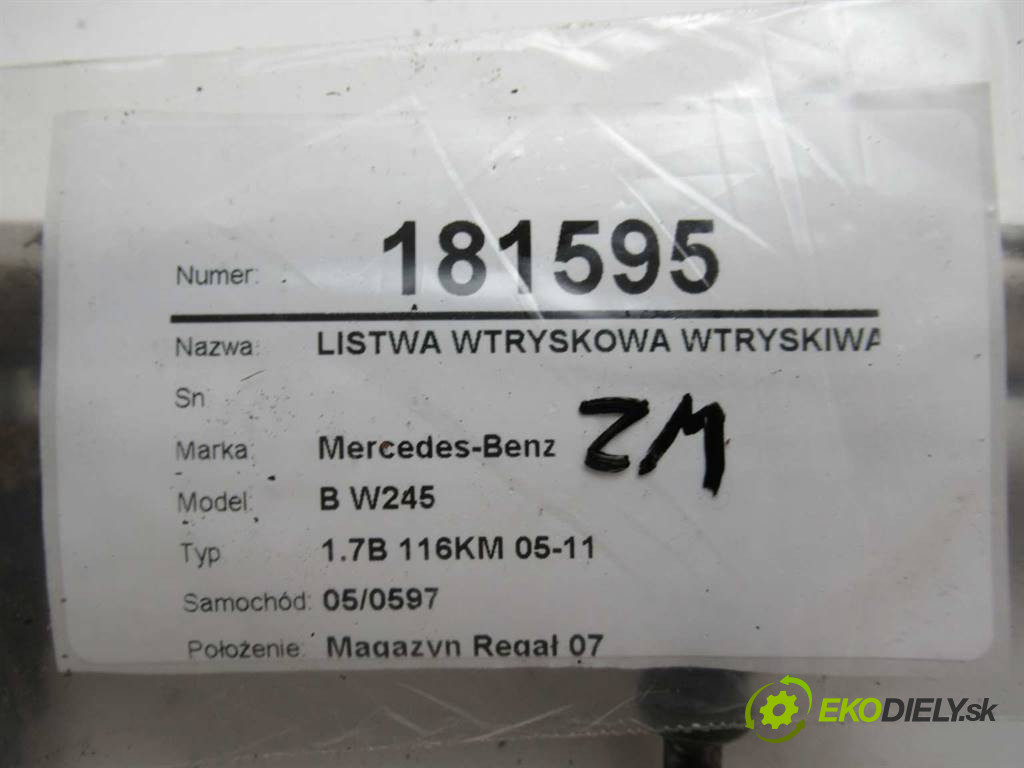 Numer: 181595
Nazwa: LISTWA WTRYSKOWA WTRYSKIWA
Sn
Marka: Mercedes-Benz
ZM
Model: B W245
Typ 1.7B 116KM 05-11
Samochód: 05/0597
Położenie: Magazyn Regał 07
EKODIELY.sk